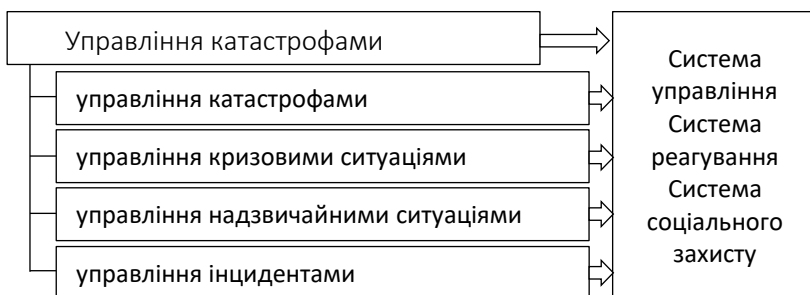 Управління катастрофами
управління катастрофами
управління кризовими ситуаціями
управління надзвичайними ситуаціями
управління інцидентами
Система
управління
Система
реагування
Система
соціального
захисту